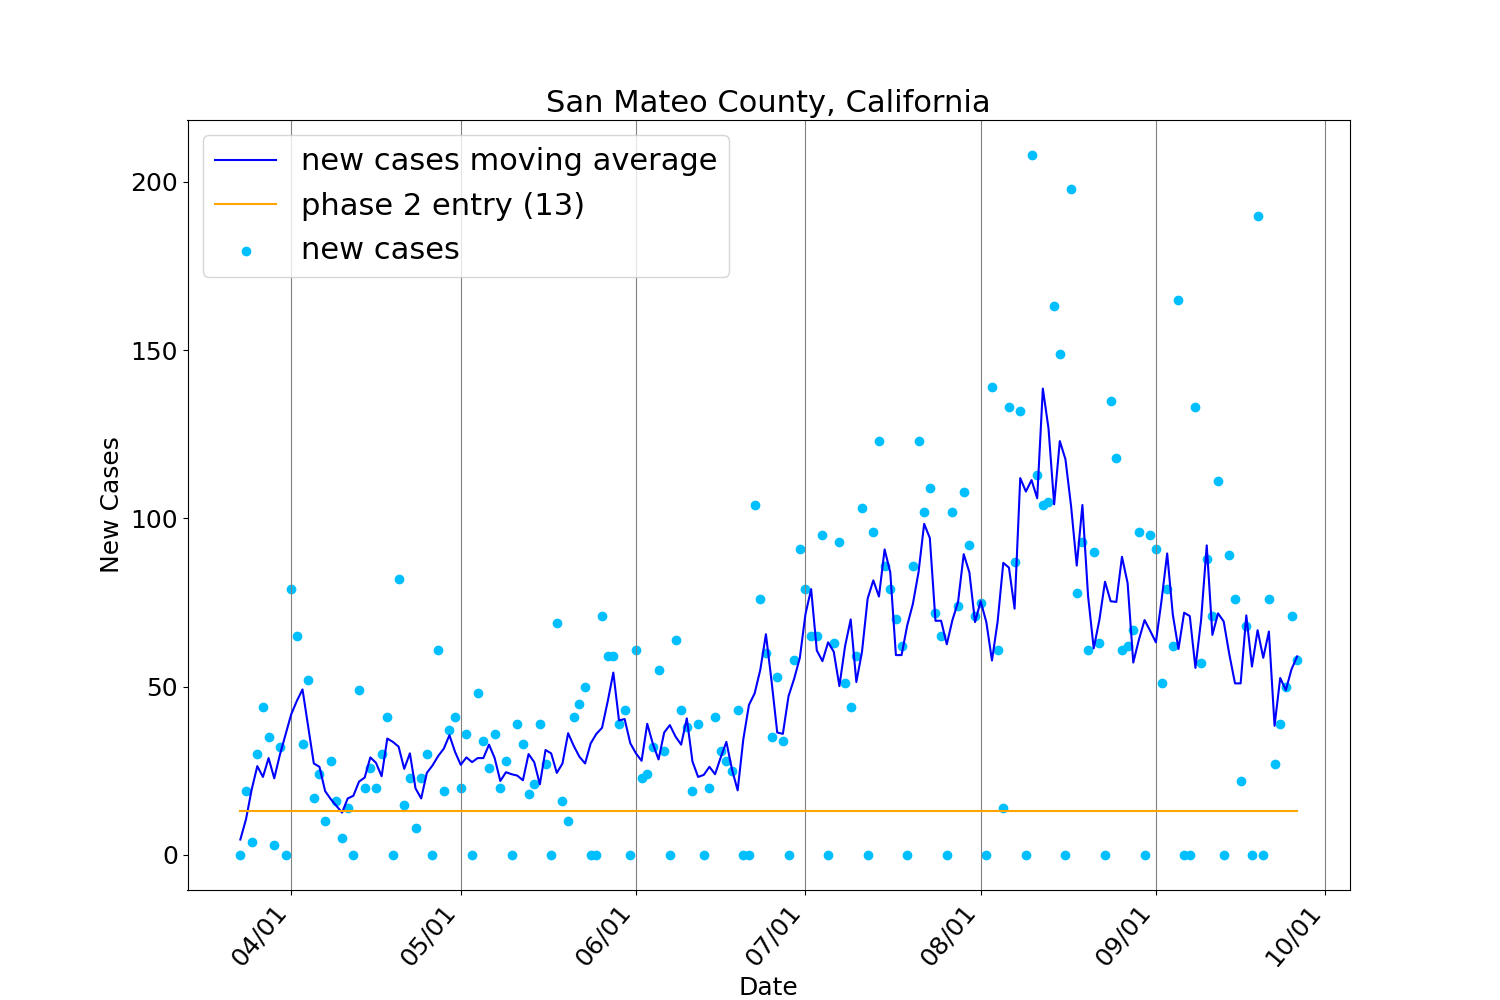 San Mateo County, California
new cases moving average
phase 2 entry (13)
new cases
200
150
100
50
0
New Cases
04/01
05/01
06/01
07/01
08/01
09/01
10/01
Date